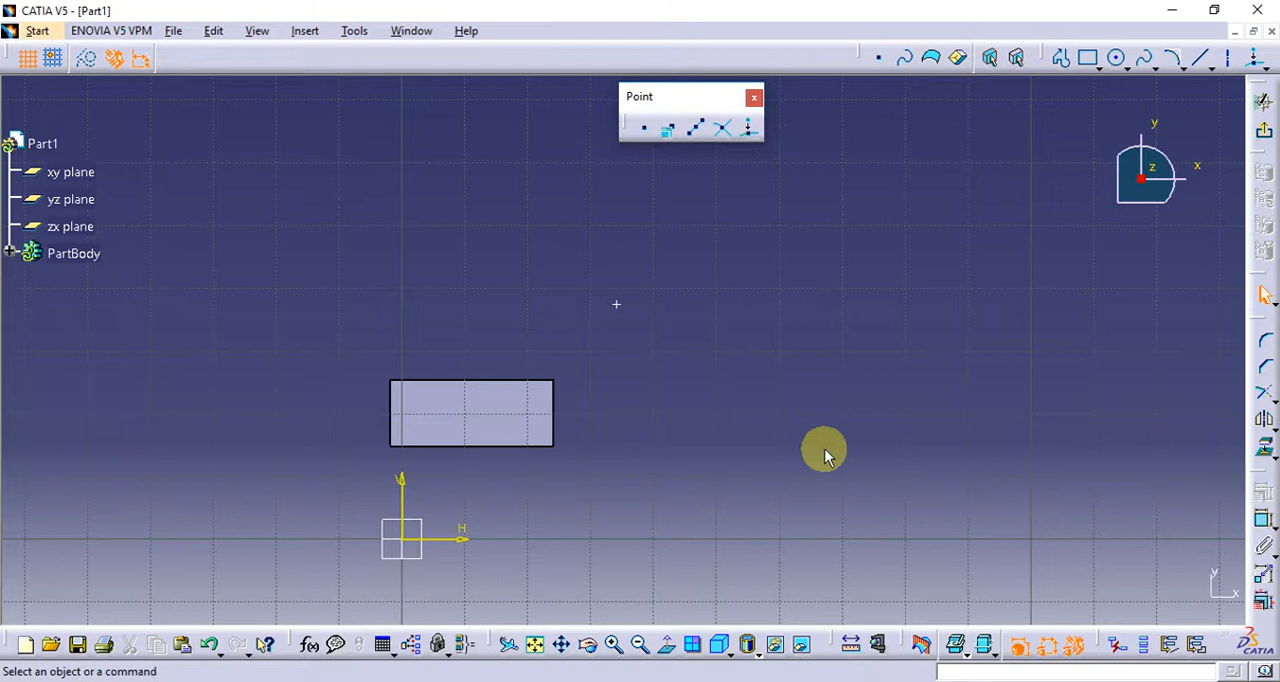 CATIA V5 - [Part1]
Start ENOVIA V5 VPM File Edit View Insert Tools Window Help
Point
Part1
xy plane
yz plane
zx plane
PartBody
y
z
x
V
H
y
x
f(x)
CATIA
Select an object or a command